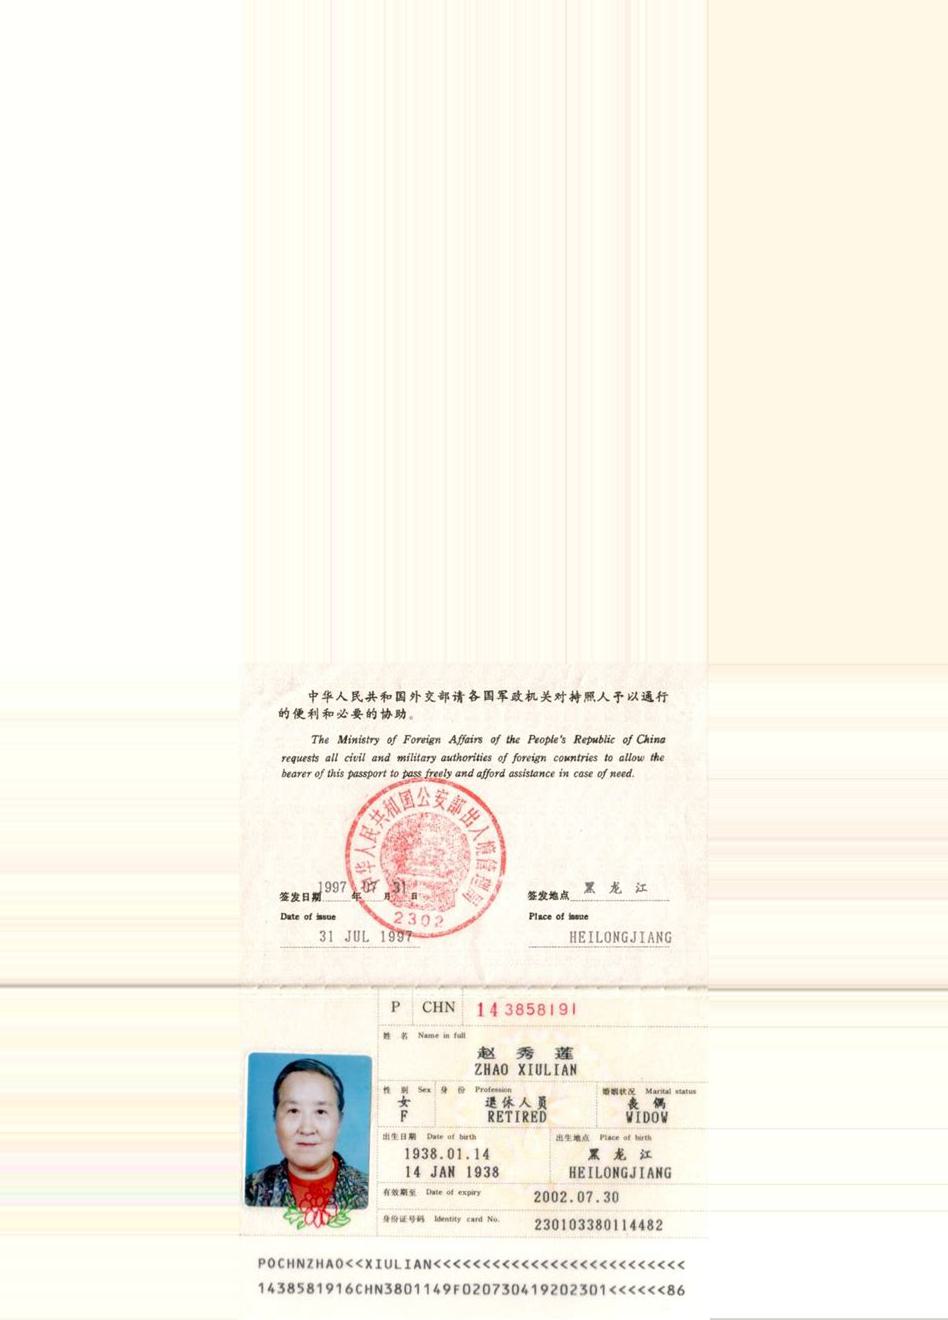 中华人民共和国外交部请各国军政机关对持照人予以通行
的便利和必要的协助。
The Ministry of Foreign Affairs of the People's Republic of China
requests all civil and military authorities of foreign countries to allow the
bearer of this passport to pass freely and afford assistance in case of need.
中华人民共和国公安部出入境管理局
2302
签发日期 1997 年 07 月 31 日
签发地点 黑 龙 江
Date of issue
Place of issue
31 JUL 1997
HEILONGJIANG
P CHN 143858191
姓 名 Name in full
赵 秀 莲
ZHAO XIULIAN
性 别 Sex 身 份 Profession 婚姻状况 Marital status
女 退休人员 丧 偶
F RETIRED WIDOW
出生日期 Date of birth 出生地点 Place of birth
1938.01.14 黑 龙 江
14 JAN 1938 HEILONGJIANG
有效期至 Date of expiry 2002.07.30
身份证号码 Identity card No. 230103380114482
POCHNZHAO<<XIULIAN<<<<<<<<<<<<<<<<<<<<<<<<<<
1438581916CHN3801149F020730419202301<<<<<<86